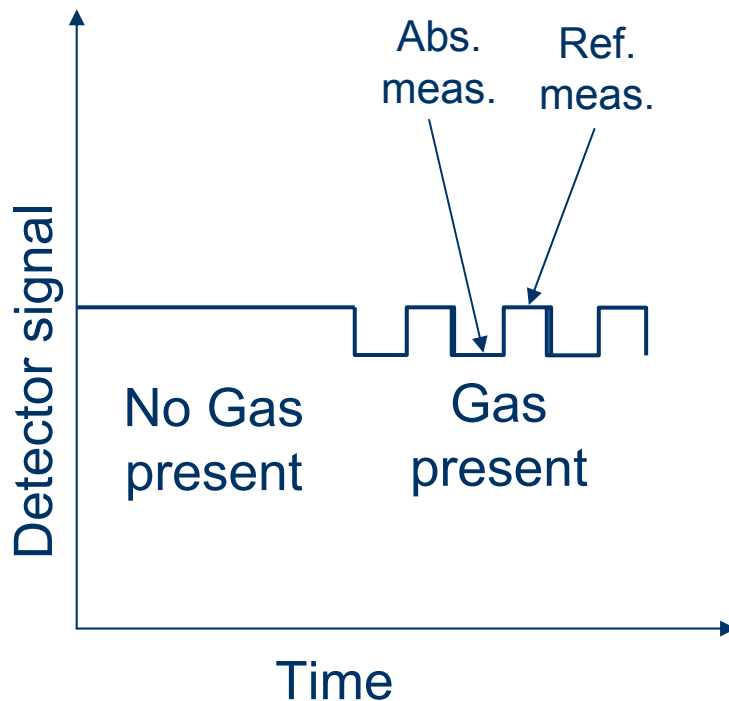 Abs.
meas.
Ref.
meas.
Detector signal
No Gas
present
Gas
present
Time